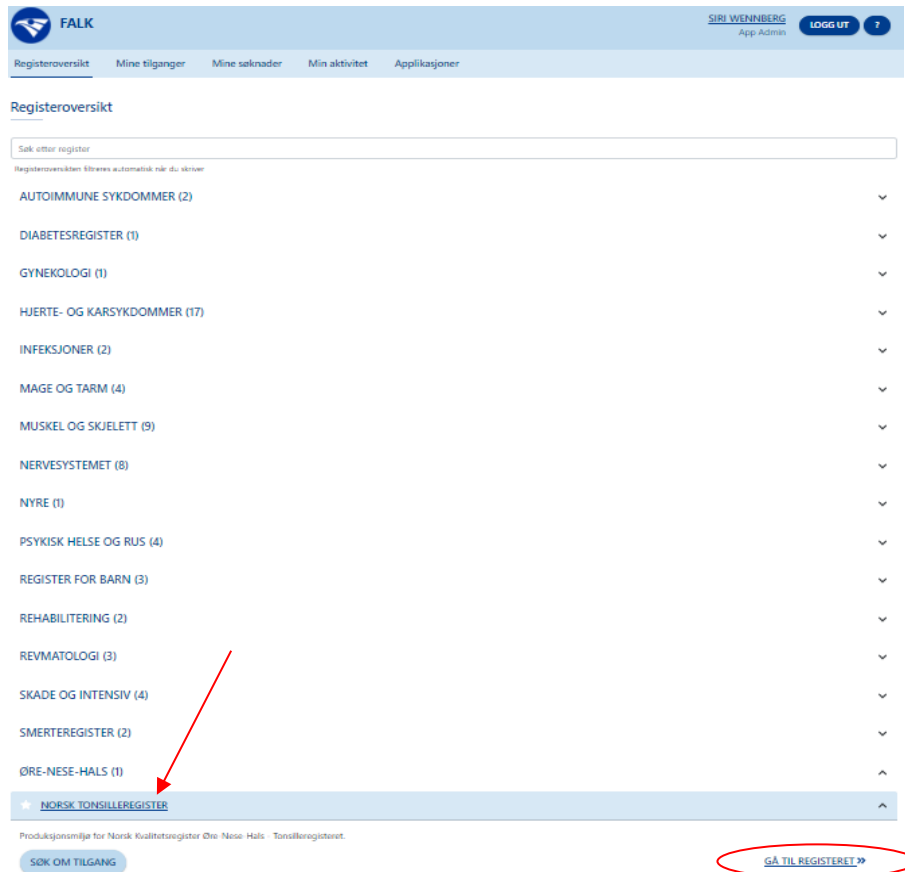 FALK
SIRI WENNBERG
App Admin
LOGG UT
?
Registeroversikt Mine tilganger Mine søknader Min aktivitet Applikasjoner
Registeroversikt
Søk etter register
Registeroversikten filtreres automatisk når du skriver
AUTOIMMUNE SYKDOMMER (2)
DIABETESREGISTER (1)
GYNEKOLOGI (1)
HJERTE- OG KARSYKDOMMER (17)
INFEKSJONER (2)
MAGE OG TARM (4)
MUSKEL OG SKJELETT (9)
NERVESYSTEMET (8)
NYRE (1)
PSYKISK HELSE OG RUS (4)
REGISTER FOR BARN (3)
REHABILITERING (2)
REVMATOLOGI (3)
SKADE OG INTENSIV (4)
SMERTEREGISTER (2)
ØRE-NESE-HALS (1)
NORSK TONSILLEREGISTER
Produksjonsmiljø for Norsk Kvalitetsregister Øre-Nese-Hals - Tonsilleregisteret.
SØK OM TILGANG GÅ TIL REGISTERET »